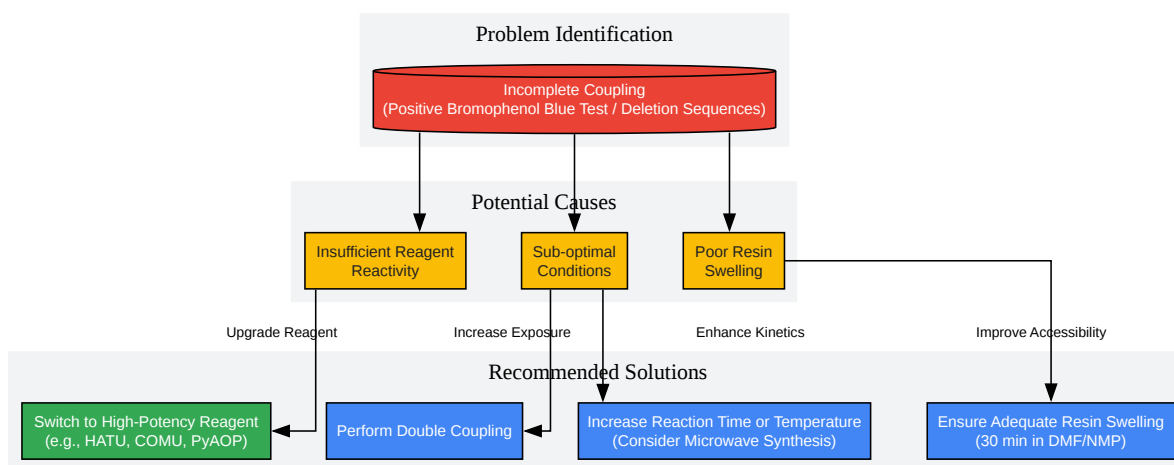 Problem Identification
Incomplete Coupling
(Positive Bromophenol Blue Test / Deletion Sequences)
Potential Causes
Insufficient Reagent
Reactivity
Sub-optimal
Conditions
Poor Resin
Swelling
Upgrade Reagent
Increase Exposure
Enhance Kinetics
Improve Accessibility
Recommended Solutions
Switch to High-Potency Reagent
(e.g., HATU, COMU, PyAOP)
Perform Double Coupling
Increase Reaction Time or Temperature
(Consider Microwave Synthesis)
Ensure Adequate Resin Swelling
(30 min in DMF/NMP)